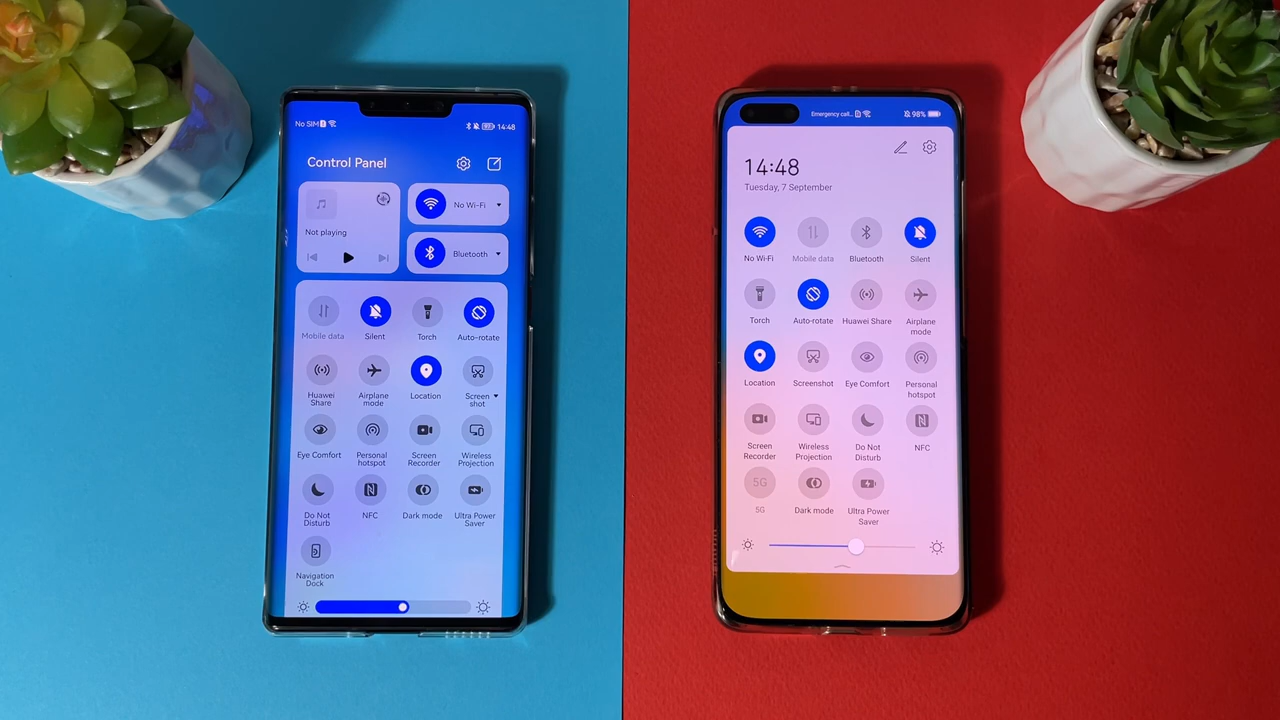 No SIM
97
14:48
Control Panel
Not playing
No Wi-Fi
Bluetooth
Mobile data
Silent
Torch
Auto-rotate
Huawei
Share
Airplane
mode
Location
Screen
shot
Eye Comfort
Personal
hotspot
Screen
Recorder
Wireless
Projection
Do Not
Disturb
NFC
Dark mode
Ultra Power
Saver
Navigation
Dock
Emergency call...
98%
14:48
Tuesday, 7 September
No Wi-Fi
Mobile data
Bluetooth
Silent
Torch
Auto-rotate
Huawei Share
Airplane
mode
Location
Screenshot
Eye Comfort
Personal
hotspot
Screen
Recorder
Wireless
Projection
Do Not
Disturb
NFC
5G
5G
Dark mode
Ultra Power
Saver